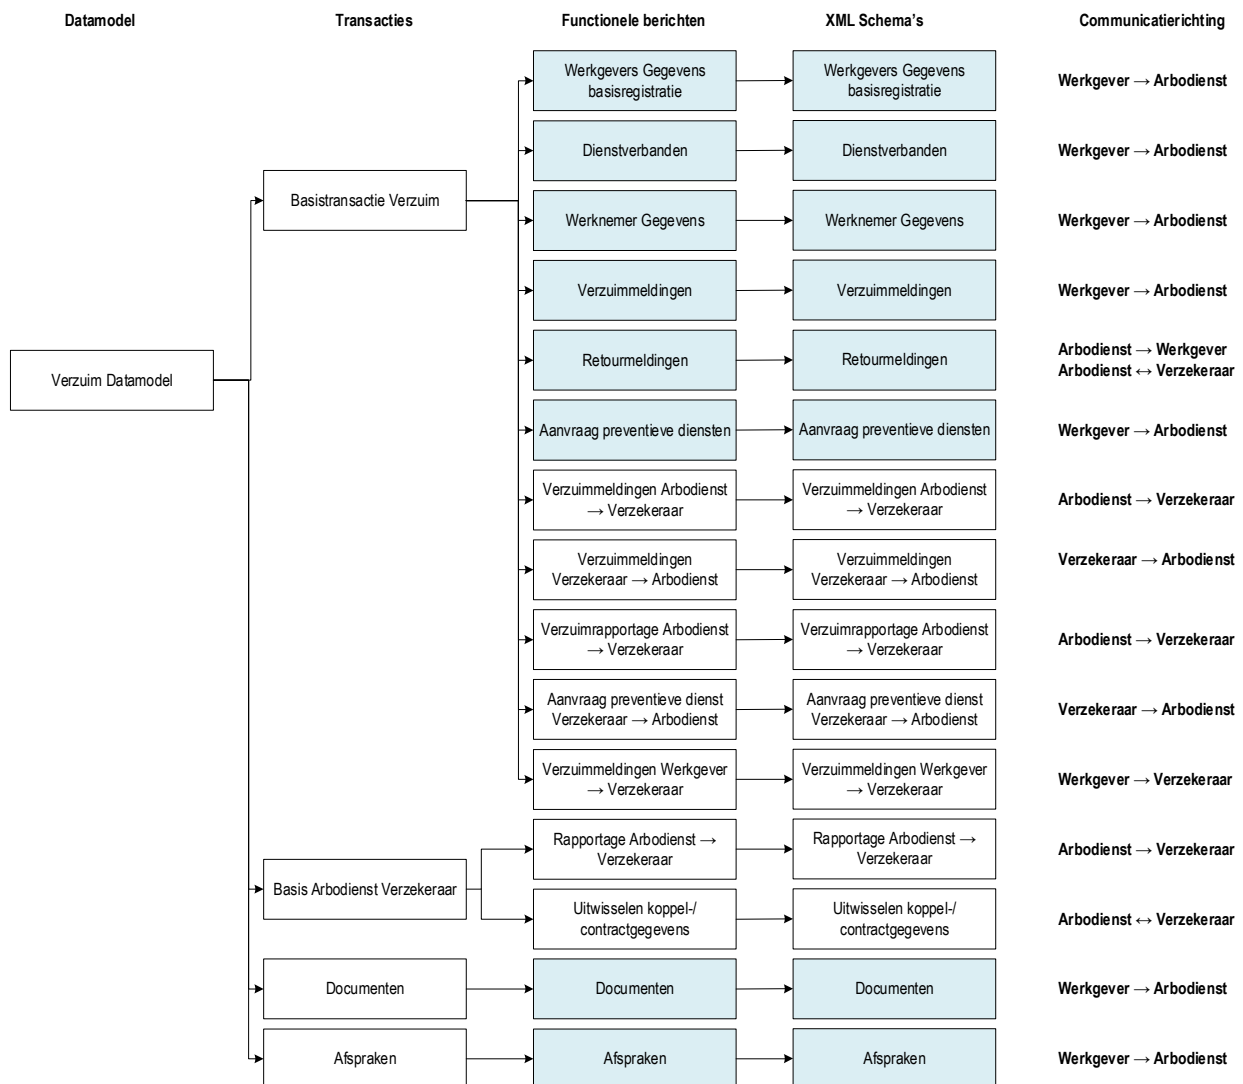 Datamodel
Transacties
Functionele berichten
XML Schema's
Communicatierichting
Werkgevers Gegevens
basisregistratie
Werkgevers Gegevens
basisregistratie
Werkgever → Arbodienst
Dienstverbanden
Dienstverbanden
Werkgever → Arbodienst
Basistransactie Verzuim
Werknemer Gegevens
Werknemer Gegevens
Werkgever → Arbodienst
Verzuimmeldingen
Verzuimmeldingen
Werkgever → Arbodienst
Verzuim Datamodel
Retourmeldingen
Retourmeldingen
Arbodienst → Werkgever
Arbodienst ↔ Verzekeraar
Aanvraag preventieve diensten
Aanvraag preventieve diensten
Werkgever → Arbodienst
Verzuimmeldingen Arbodienst
→ Verzekeraar
Verzuimmeldingen Arbodienst
→ Verzekeraar
Arbodienst → Verzekeraar
Verzuimmeldingen
Verzekeraar → Arbodienst
Verzuimmeldingen
Verzekeraar → Arbodienst
Verzekeraar → Arbodienst
Verzuimrapportage Arbodienst
→ Verzekeraar
Verzuimrapportage Arbodienst
→ Verzekeraar
Arbodienst → Verzekeraar
Aanvraag preventieve dienst
Verzekeraar → Arbodienst
Aanvraag preventieve dienst
Verzekeraar → Arbodienst
Verzekeraar → Arbodienst
Verzuimmeldingen Werkgever
→ Verzekeraar
Verzuimmeldingen Werkgever
→ Verzekeraar
Werkgever → Verzekeraar
Basis Arbodienst Verzekeraar
Rapportage Arbodienst →
Verzekeraar
Rapportage Arbodienst →
Verzekeraar
Arbodienst → Verzekeraar
Uitwisselen koppel-/
contractgegevens
Uitwisselen koppel-/
contractgegevens
Arbodienst ↔ Verzekeraar
Documenten
Documenten
Documenten
Werkgever → Arbodienst
Afspraken
Afspraken
Afspraken
Werkgever → Arbodienst